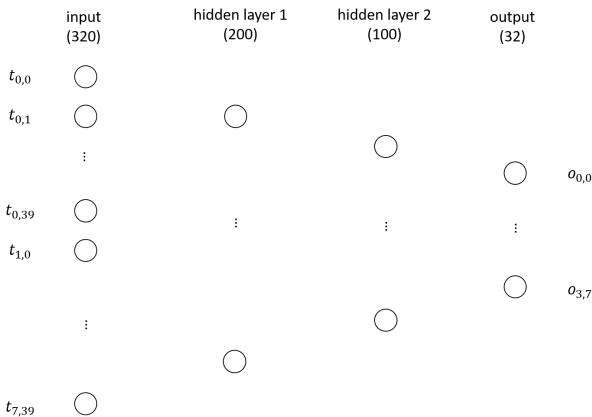 input hidden layer 1 hidden layer 2 output
(320) (200) (100) (32)
t0,0
t0,1
⋮
o0,0
t0,39
⋮ ⋮ ⋮
t1,0
o3,7
⋮
t7,39